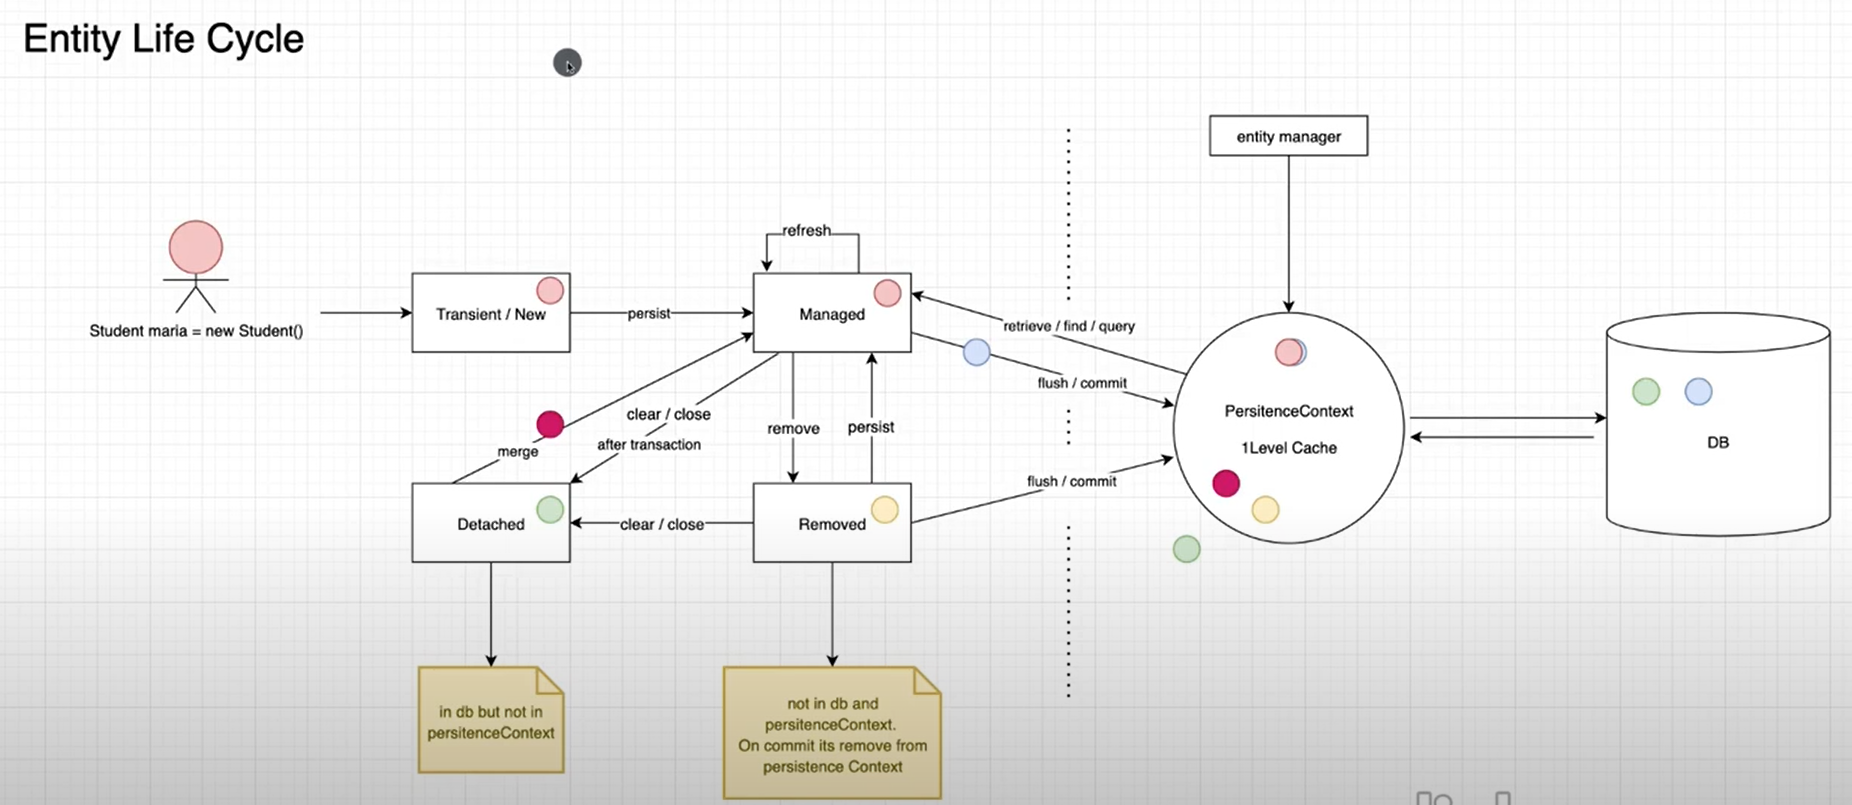 Entity Life Cycle
entity manager
refresh
Student maria = new Student()
Transient / New
persist
Managed
retrieve / find / query
flush / commit
PersitenceContext
1Level Cache
DB
merge
clear / close
after transaction
remove
persist
flush / commit
Detached
clear / close
Removed
in db but not in
persitenceContext
not in db and
persitenceContext.
On commit its remove from
persistence Context